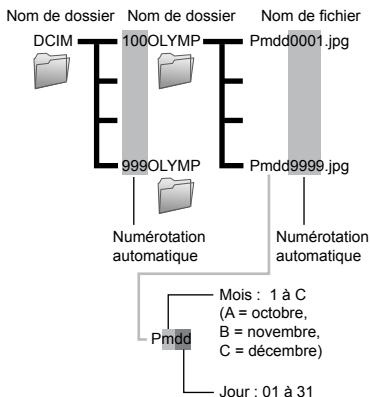 Nom de dossier Nom de dossier Nom de fichier
DCIM 100OLYMP Pmdd0001.jpg
999OLYMP Pmdd9999.jpg
Numérotation automatique
Numérotation automatique
Mois : 1 à C
(A = octobre,
B = novembre,
C = décembre)
Pmdd
Jour : 01 à 31